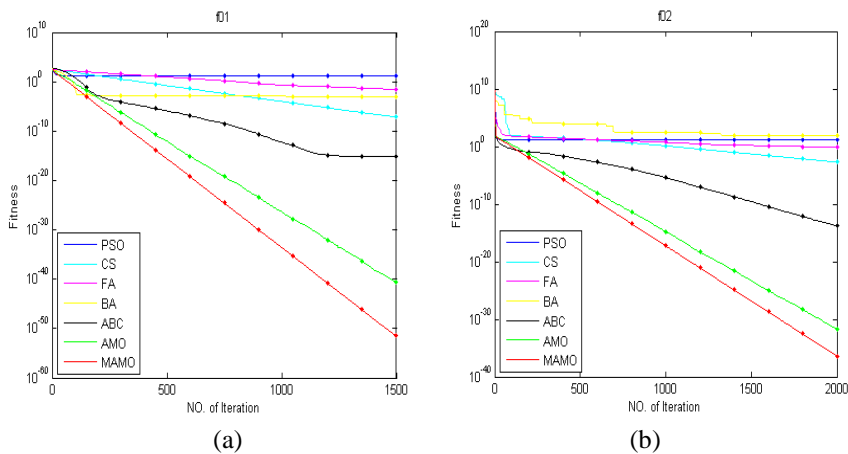 f01
Fitness
10^10
10^0
10^-10
10^-20
10^-30
10^-40
10^-50
10^-60
PSO
CS
FA
BA
ABC
AMO
MAMO
0
500
1000
1500
NO. of Iteration
(a)
f02
Fitness
10^20
10^10
10^0
10^-10
10^-20
10^-30
10^-40
PSO
CS
FA
BA
ABC
AMO
MAMO
0
500
1000
1500
2000
NO. of Iteration
(b)